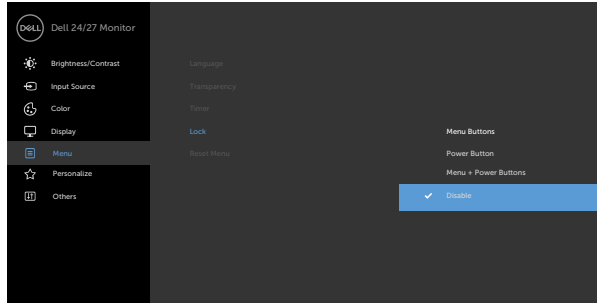 DELL
Dell 24/27 Monitor
Brightness/Contrast
Input Source
Color
Display
Menu
Personalize
Others
Language
Transparency
Timer
Lock
Reset Menu
Menu Buttons
Power Button
Menu + Power Buttons
Disable